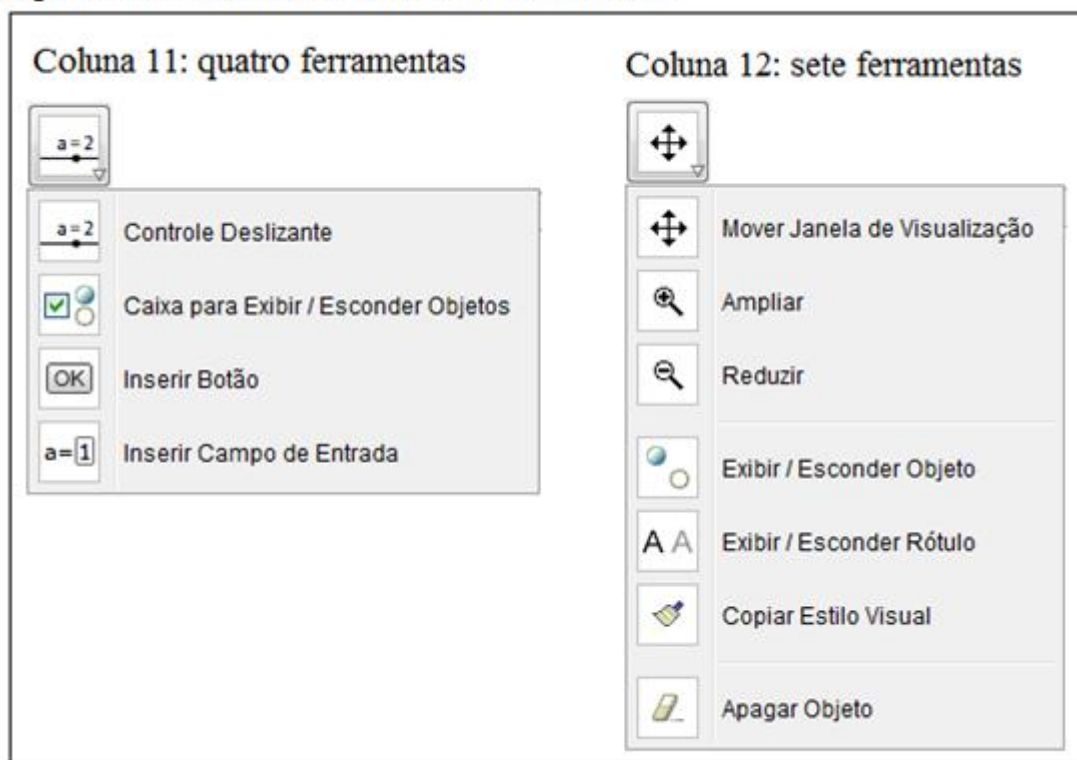 Coluna 11: quatro ferramentas
a=2
a=2
Controle Deslizante
Caixa para Exibir / Esconder Objetos
OK
Inserir Botão
a=1
Inserir Campo de Entrada
Coluna 12: sete ferramentas
Mover Janela de Visualização
Ampliar
Reduzir
Exibir / Esconder Objeto
A A
Exibir / Esconder Rótulo
Copiar Estilo Visual
Apagar Objeto